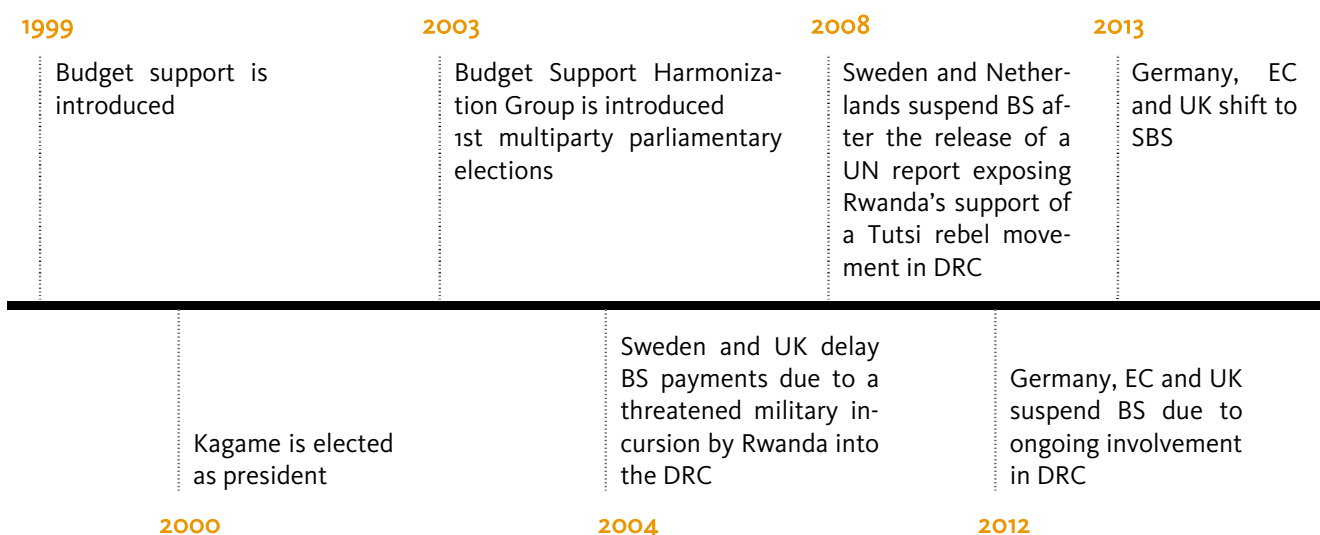 1999
Budget support is
introduced
2003
Budget Support Harmoniza-
tion Group is introduced
1st multiparty parliamentary
elections
2008
Sweden and Nether-
lands suspend BS af-
ter the release of a
UN report exposing
Rwanda’s support of
a Tutsi rebel move-
ment in DRC
2013
Germany, EC
and UK shift to
SBS
Kagame is elected
as president
2000
Sweden and UK delay
BS payments due to a
threatened military in-
cursion by Rwanda into
the DRC
2004
Germany, EC and UK
suspend BS due to
ongoing involvement
in DRC
2012